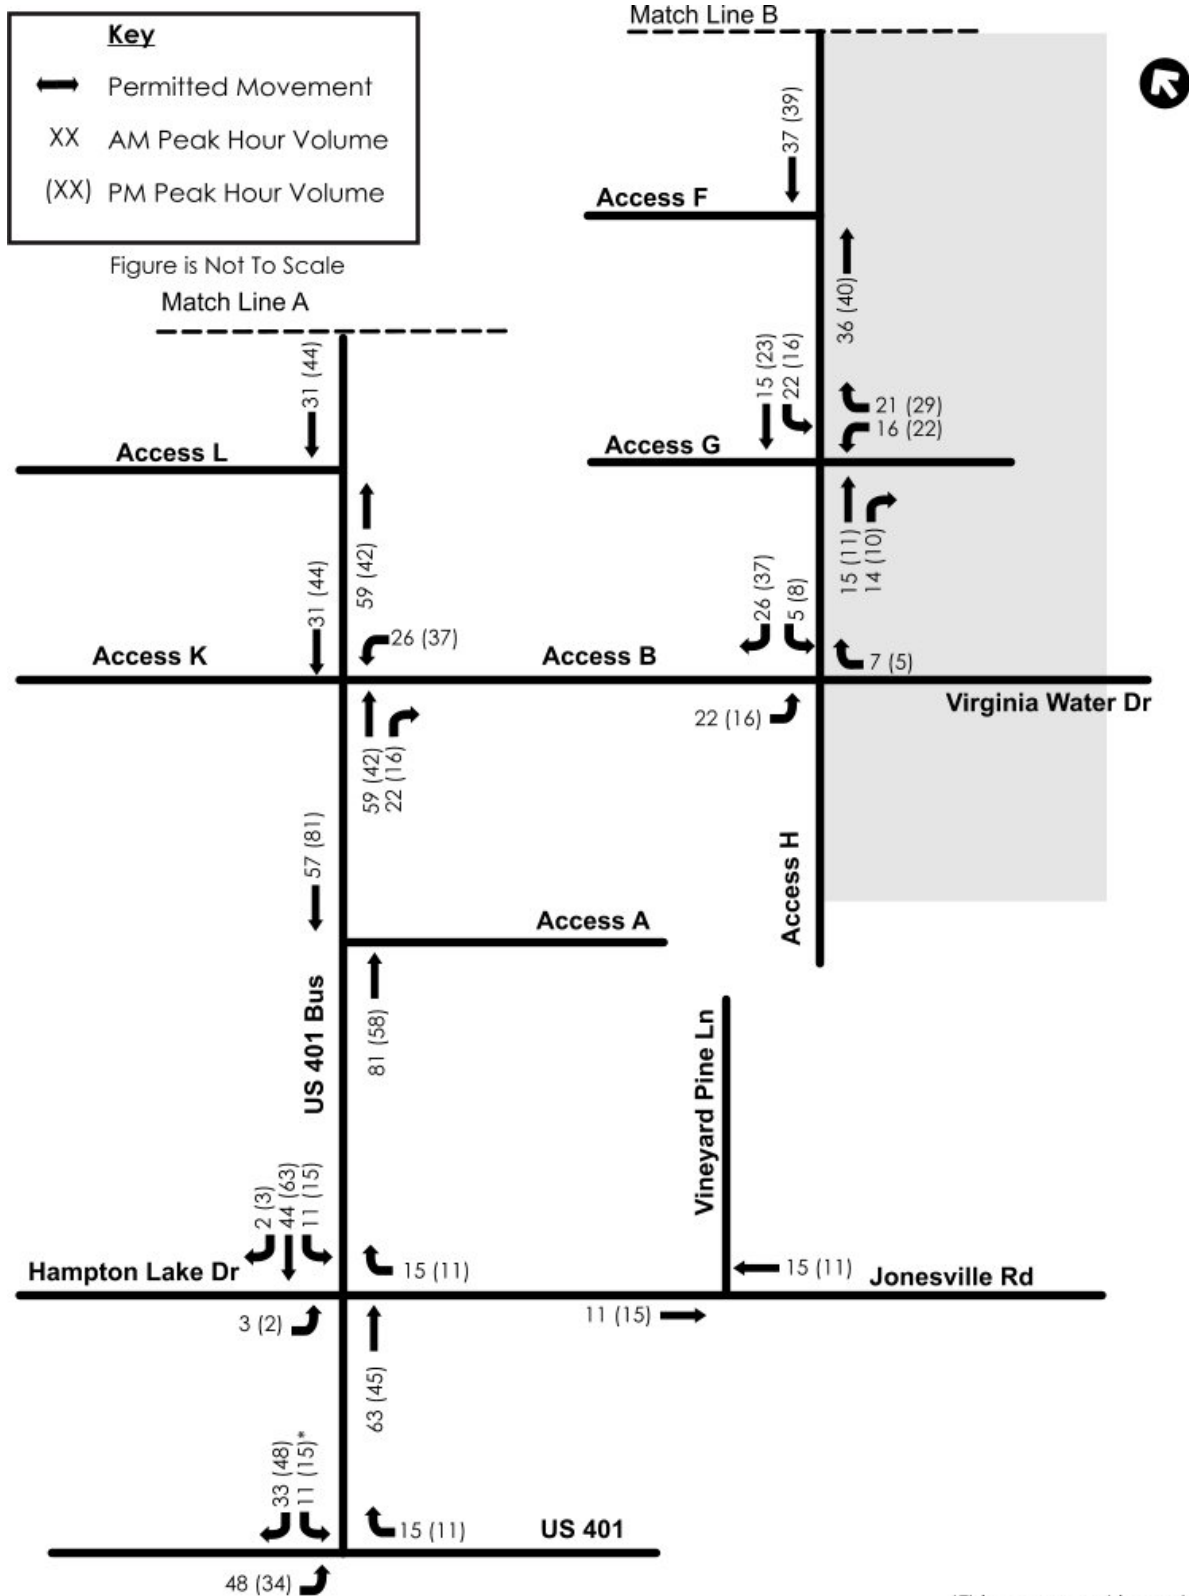 Match Line B
Key
Permitted Movement
XX AM Peak Hour Volume
(XX) PM Peak Hour Volume
Figure is Not To Scale
Match Line A
37 (39)
Access F
36 (40)
15 (23)
22 (16)
21 (29)
16 (22)
Access G
15 (11)
14 (10)
31 (44)
Access L
59 (42)
31 (44)
26 (37)
Access K
Access B
26 (37)
5 (8)
7 (5)
Virginia Water Dr
22 (16)
59 (42)
22 (16)
57 (81)
Access H
Access A
US 401 Bus
81 (58)
Vineyard Pine Ln
2 (3)
44 (63)
11 (15)
Hampton Lake Dr
15 (11)
15 (11)
Jonesville Rd
3 (2)
11 (15)
63 (45)
33 (48)
11 (15)*
15 (11)
US 401
48 (34)